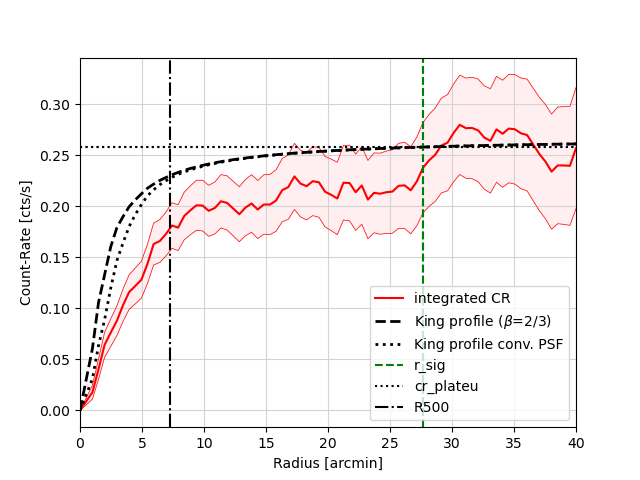 0.30
0.25
0.20
0.15
0.10
0.05
0.00
Count-Rate [cts/s]
integrated CR
King profile (β=2/3)
King profile conv. PSF
r_sig
cr_plateu
R500
0 5 10 15 20 25 30 35 40
Radius [arcmin]